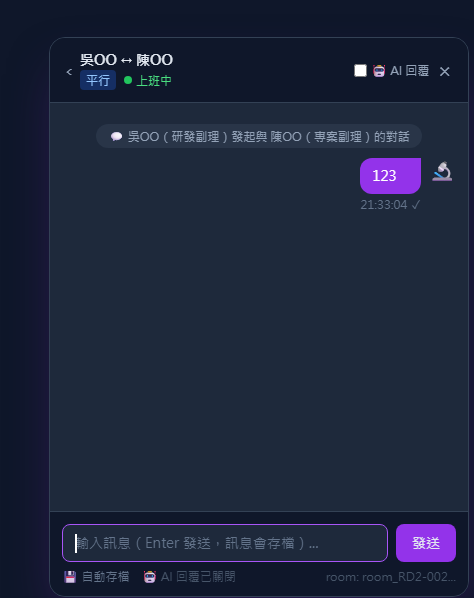 吳OO ↔ 陳OO
平行 上班中
AI 回覆
吳OO（研發副理）發起與 陳OO（專案副理）的對話
123
21:33:04 ✓
輸入訊息（Enter 發送，訊息會存檔）...
發送
自動存檔 AI 回覆已關閉
room: room_RD2-002...